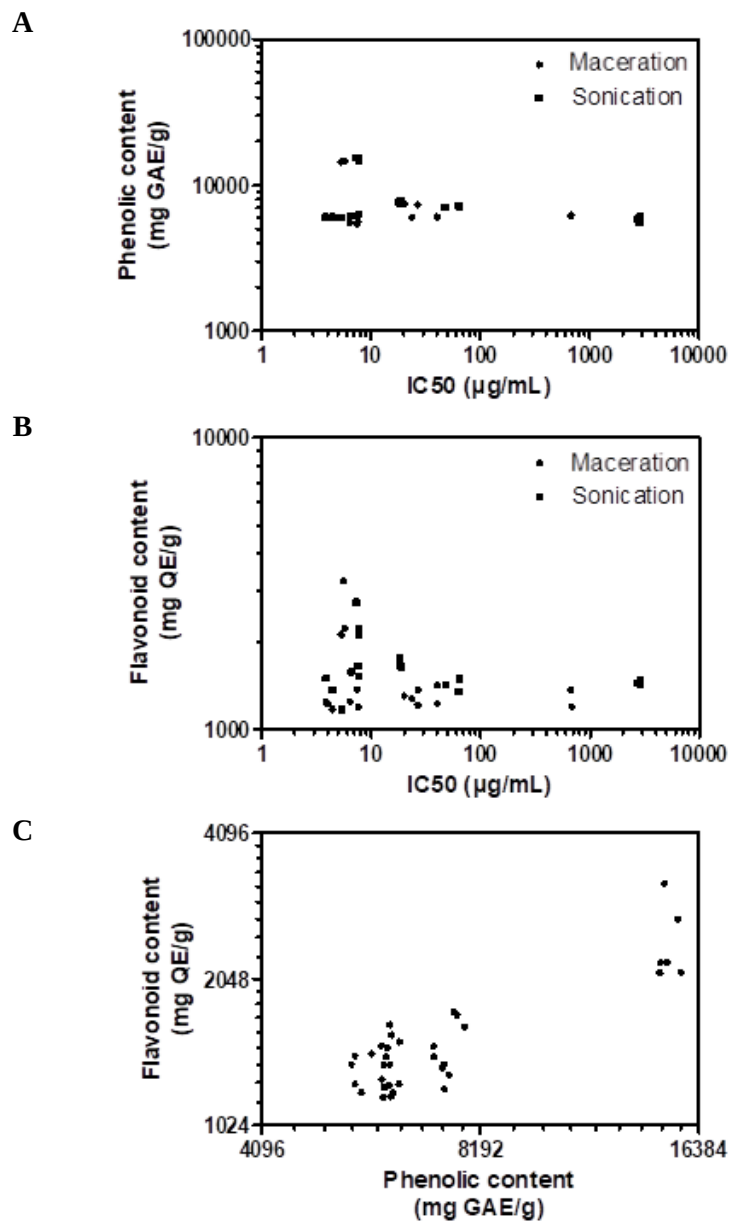 A
100000
10000
1000
Phenolic content
(mg GAE/g)
Maceration
Sonication
1
10
100
1000
10000
IC50 (µg/mL)
B
10000
1000
Flavonoid content
(mg QE/g)
Maceration
Sonication
1
10
100
1000
10000
IC50 (µg/mL)
C
4096
2048
1024
Flavonoid content
(mg QE/g)
4096
8192
16384
Phenolic content
(mg GAE/g)